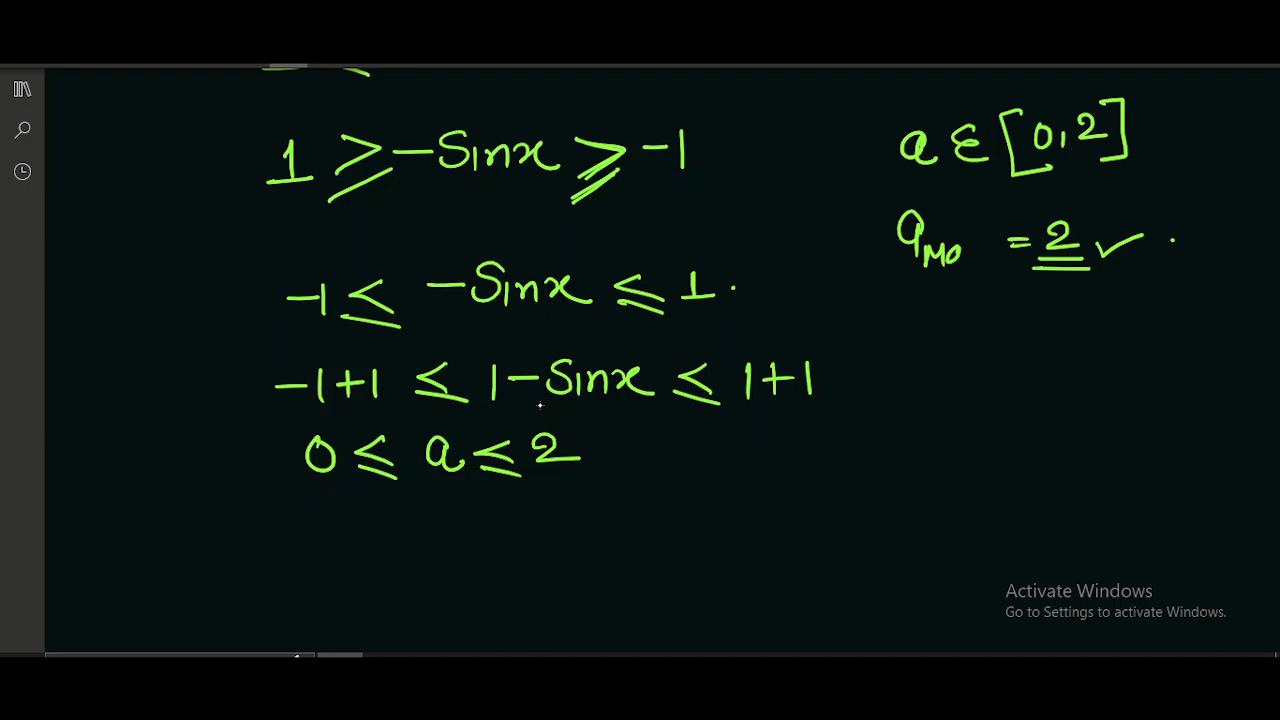 1 ≥ -Sinx ≥ -1
-1 ≤ -Sinx ≤ 1.
-1+1 ≤ 1-Sinx ≤ 1+1
0 ≤ a ≤ 2
a ε [0,2]
= 2 ✓ .
Activate Windows
Go to Settings to activate Windows.